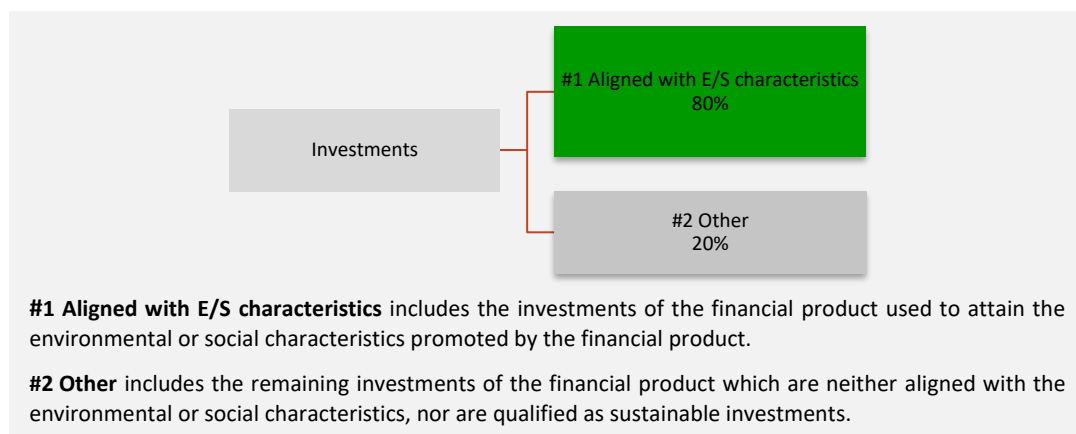 #1 Aligned with E/S characteristics
80%
Investments
#2 Other
20%
#1 Aligned with E/S characteristics includes the investments of the financial product used to attain the
environmental or social characteristics promoted by the financial product.
#2 Other includes the remaining investments of the financial product which are neither aligned with the
environmental or social characteristics, nor are qualified as sustainable investments.